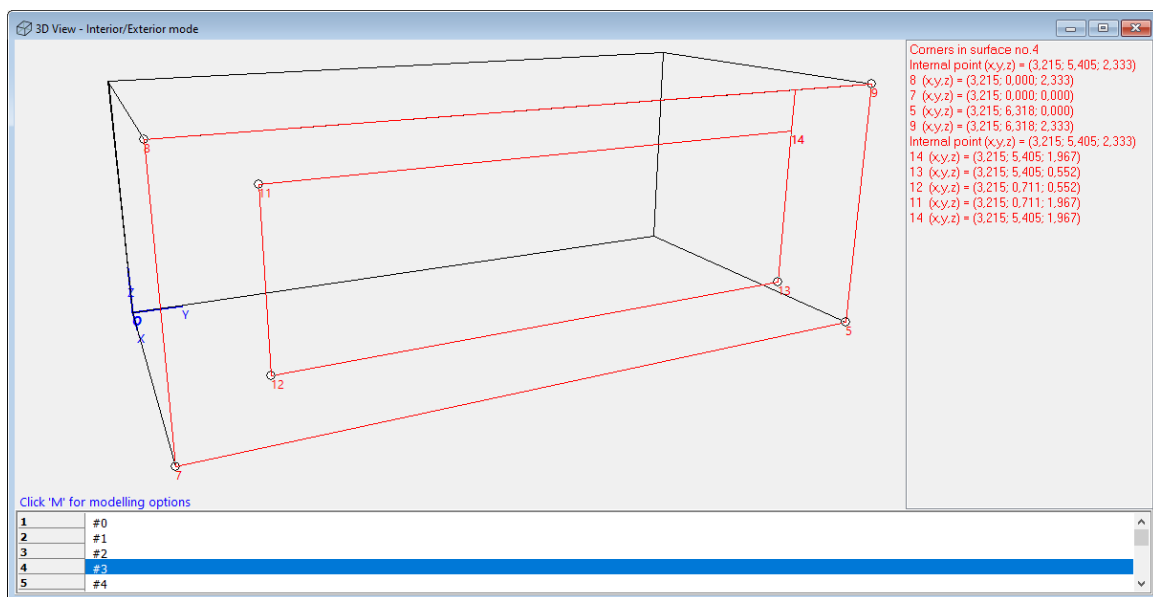 3D View - Interior/Exterior mode
Corners in surface no.4
Internal point (x,y,z) = (3,215; 5,405; 2,333)
8 (x,y,z) = (3,215; 0,000; 2,333)
7 (x,y,z) = (3,215; 0,000; 0,000)
5 (x,y,z) = (3,215; 6,318; 0,000)
9 (x,y,z) = (3,215; 6,318; 2,333)
Internal point (x,y,z) = (3,215; 5,405; 2,333)
14 (x,y,z) = (3,215; 5,405; 1,967)
13 (x,y,z) = (3,215; 5,405; 0,552)
12 (x,y,z) = (3,215; 0,711; 0,552)
11 (x,y,z) = (3,215; 0,711; 1,967)
14 (x,y,z) = (3,215; 5,405; 1,967)
9
14
8
11
13
Z
Y
O
X
5
12
7
Click 'M' for modelling options
1 #0
2 #1
3 #2
4 #3
5 #4